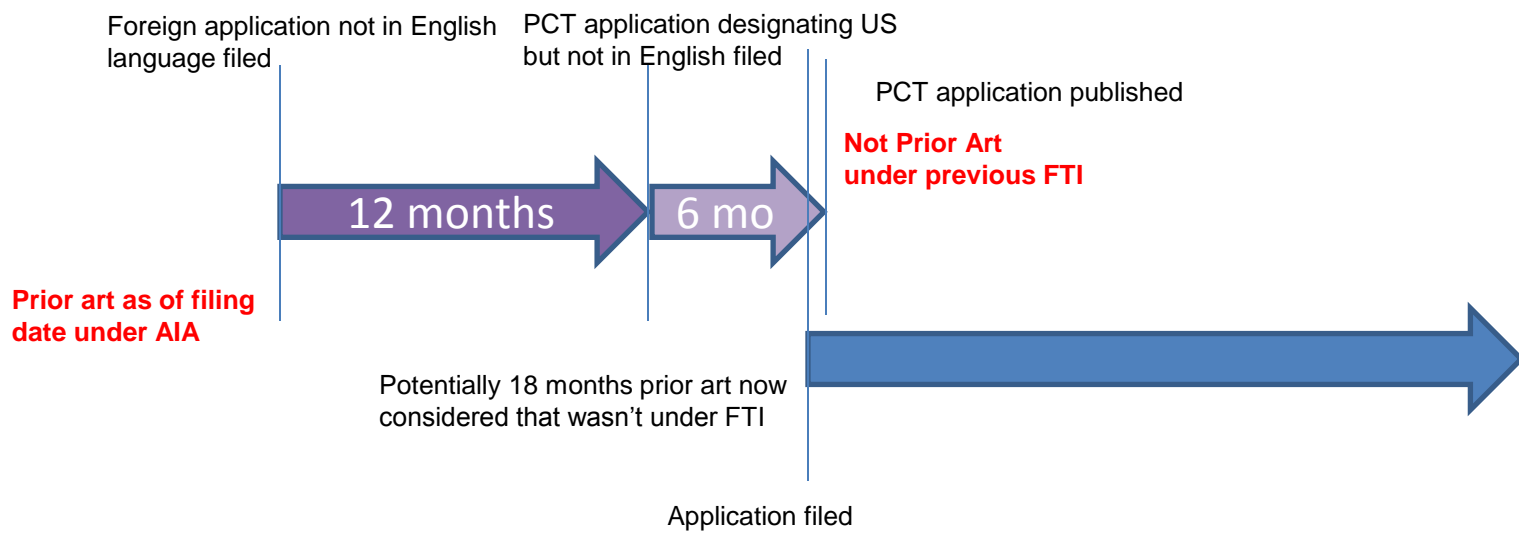 Foreign application not in English
language filed
PCT application designating US
but not in English filed
PCT application published
Not Prior Art
under previous FTI
12 months
6 mo
Prior art as of filing
date under AIA
Potentially 18 months prior art now
considered that wasn’t under FTI
Application filed